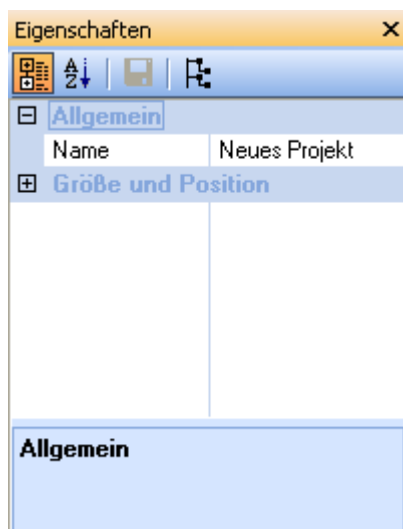 Eigenschaften
Allgemein
Name Neues Projekt
Größe und Position
Allgemein